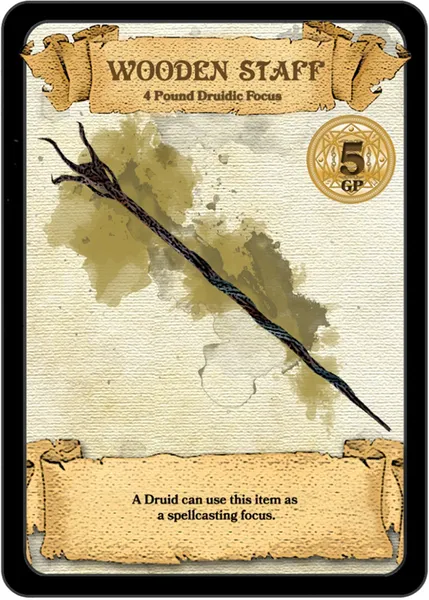 WOODEN STAFF
4 Pound Druidic Focus
5
GP
A Druid can use this item as
a spellcasting focus.